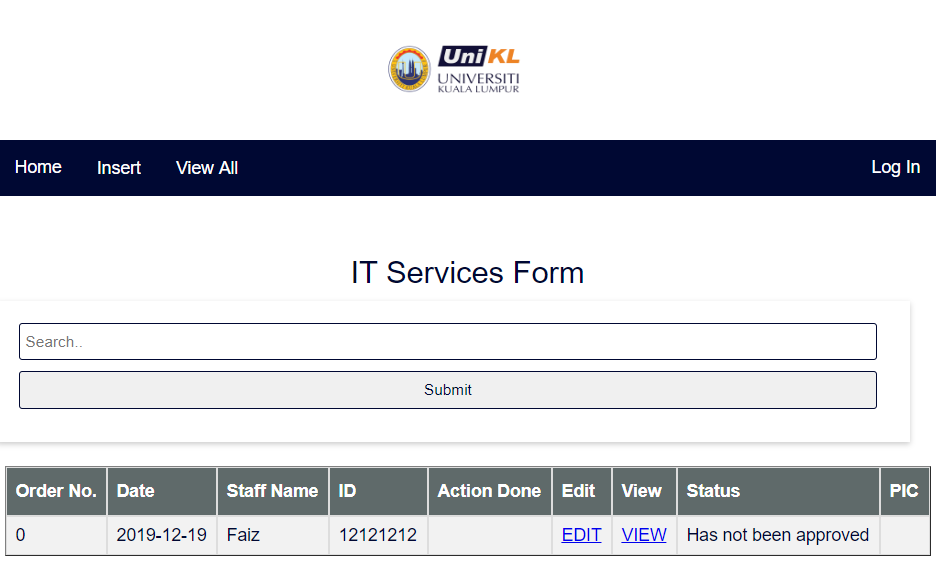 UniKL
UNIVERSITI
KUALA LUMPUR
Home Insert View All Log In
IT Services Form
Search..
Submit
Order No. Date Staff Name ID Action Done Edit View Status PIC
0 2019-12-19 Faiz 12121212 EDIT VIEW Has not been approved